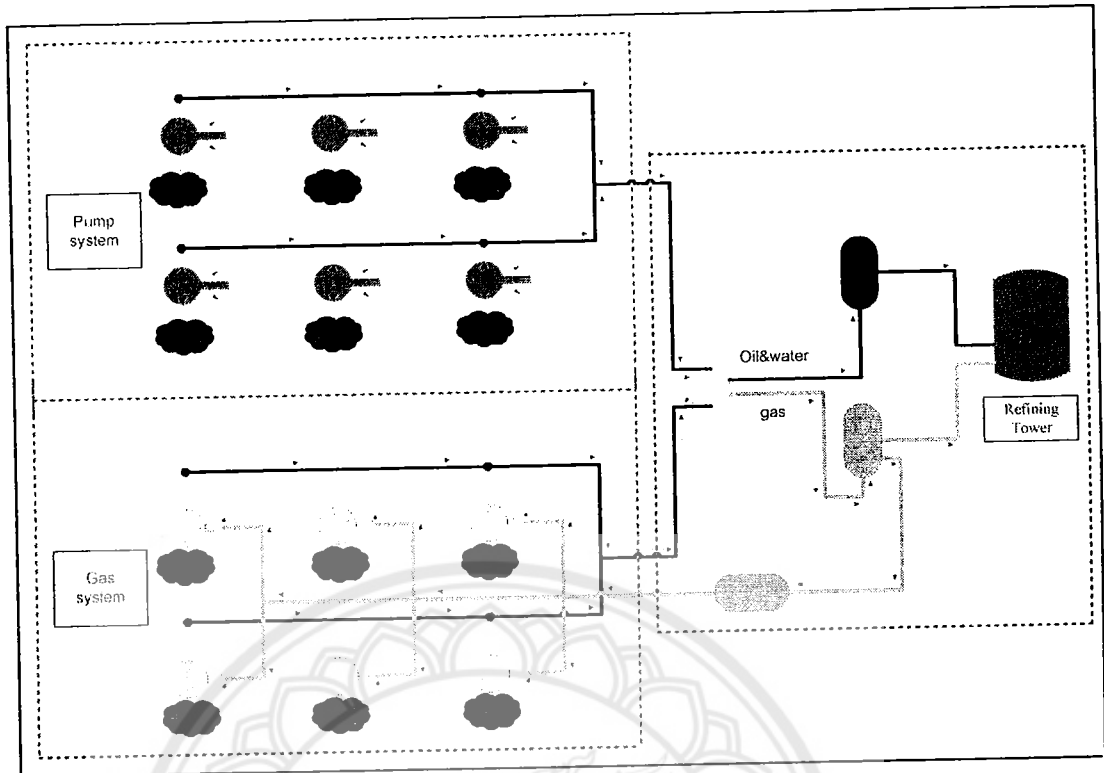 Pump
system
Oil&water
gas
Refining
Tower
Gas
system